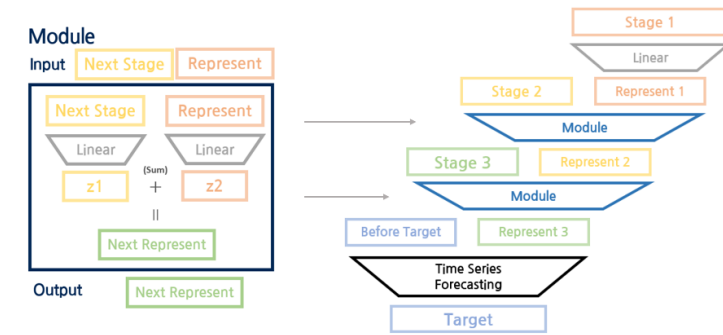 Module
Input
Next Stage
Represent
Next Stage
Represent
Linear
Linear
z1
(Sum)
+
z2
=
Next Represent
Output
Next Represent
Stage 1
Linear
Stage 2
Represent 1
Module
Stage 3
Represent 2
Module
Before Target
Represent 3
Time Series
Forecasting
Target